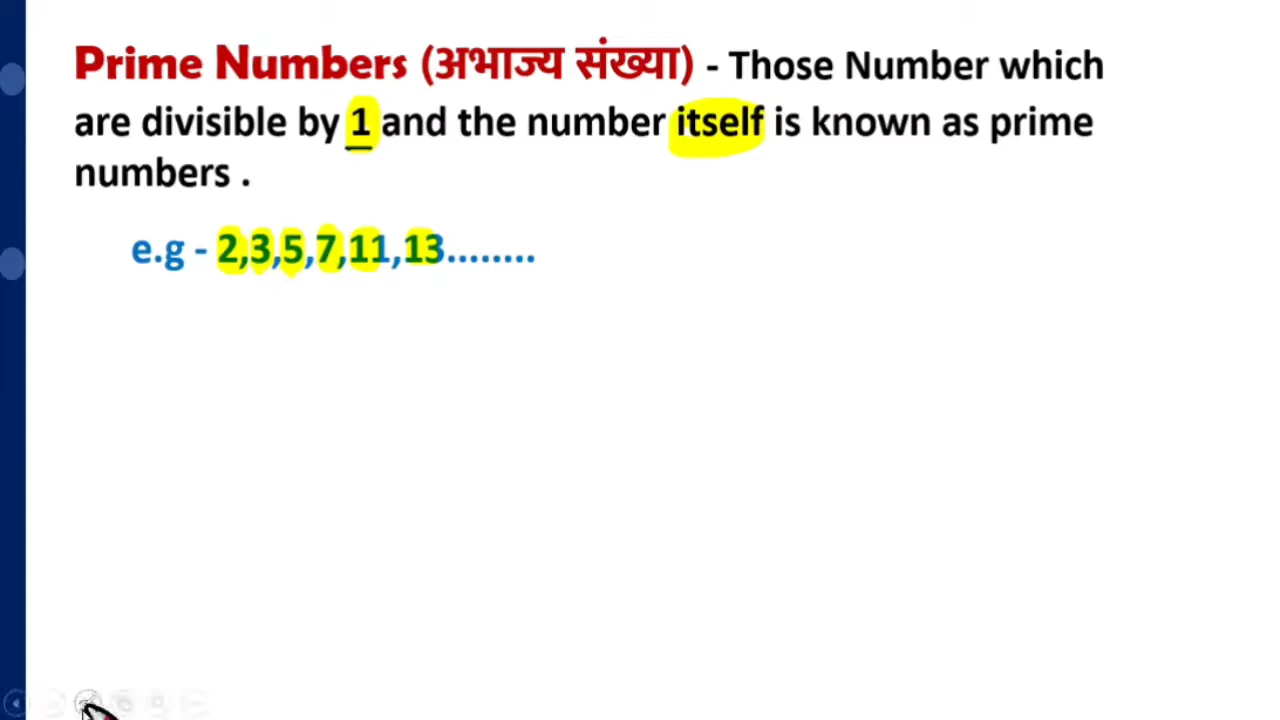 Prime Numbers (अभाज्य संख्या) - Those Number which
are divisible by 1 and the number itself is known as prime
numbers .
e.g - 2,3,5,7,11,13........